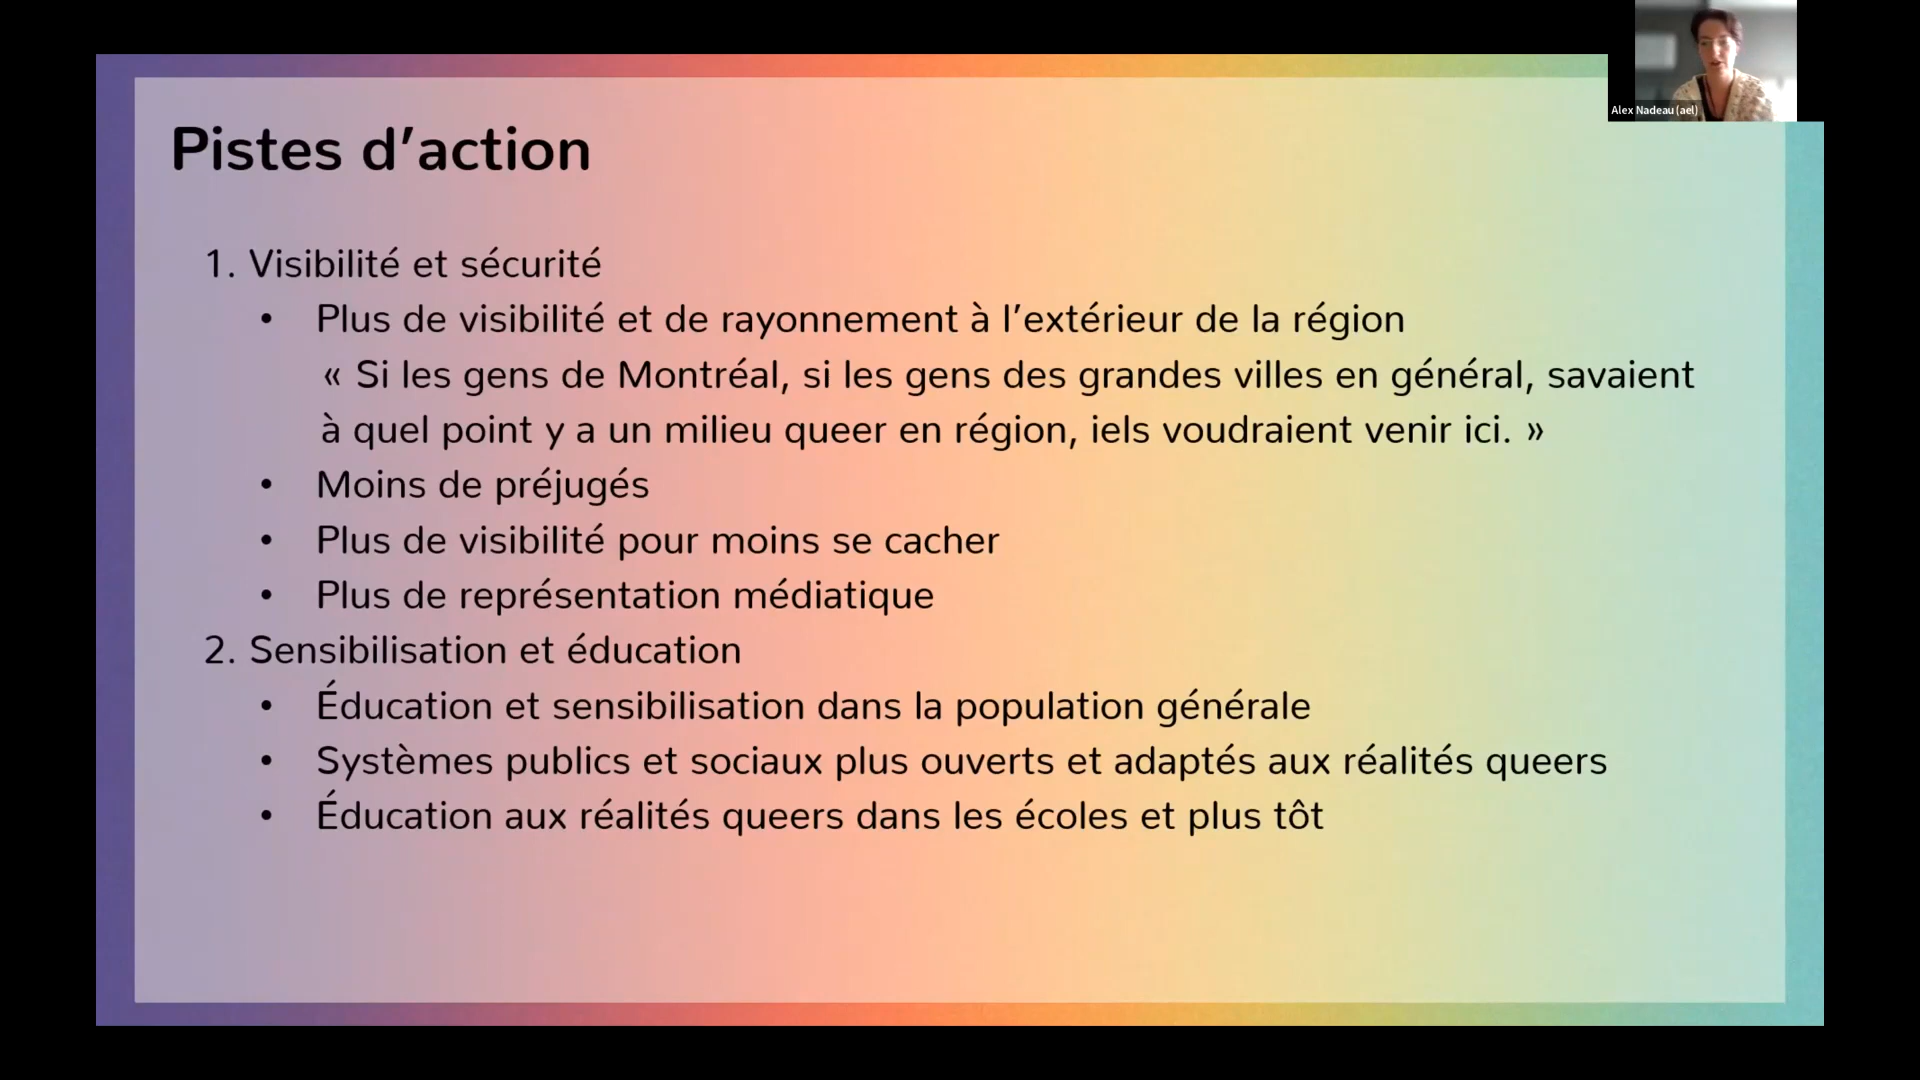 Alex Nadeau (ael)
Pistes d’action
1. Visibilité et sécurité
• Plus de visibilité et de rayonnement à l’extérieur de la région
« Si les gens de Montréal, si les gens des grandes villes en général, savaient
à quel point y a un milieu queer en région, iels voudraient venir ici. »
• Moins de préjugés
• Plus de visibilité pour moins se cacher
• Plus de représentation médiatique
2. Sensibilisation et éducation
• Éducation et sensibilisation dans la population générale
• Systèmes publics et sociaux plus ouverts et adaptés aux réalités queers
• Éducation aux réalités queers dans les écoles et plus tôt